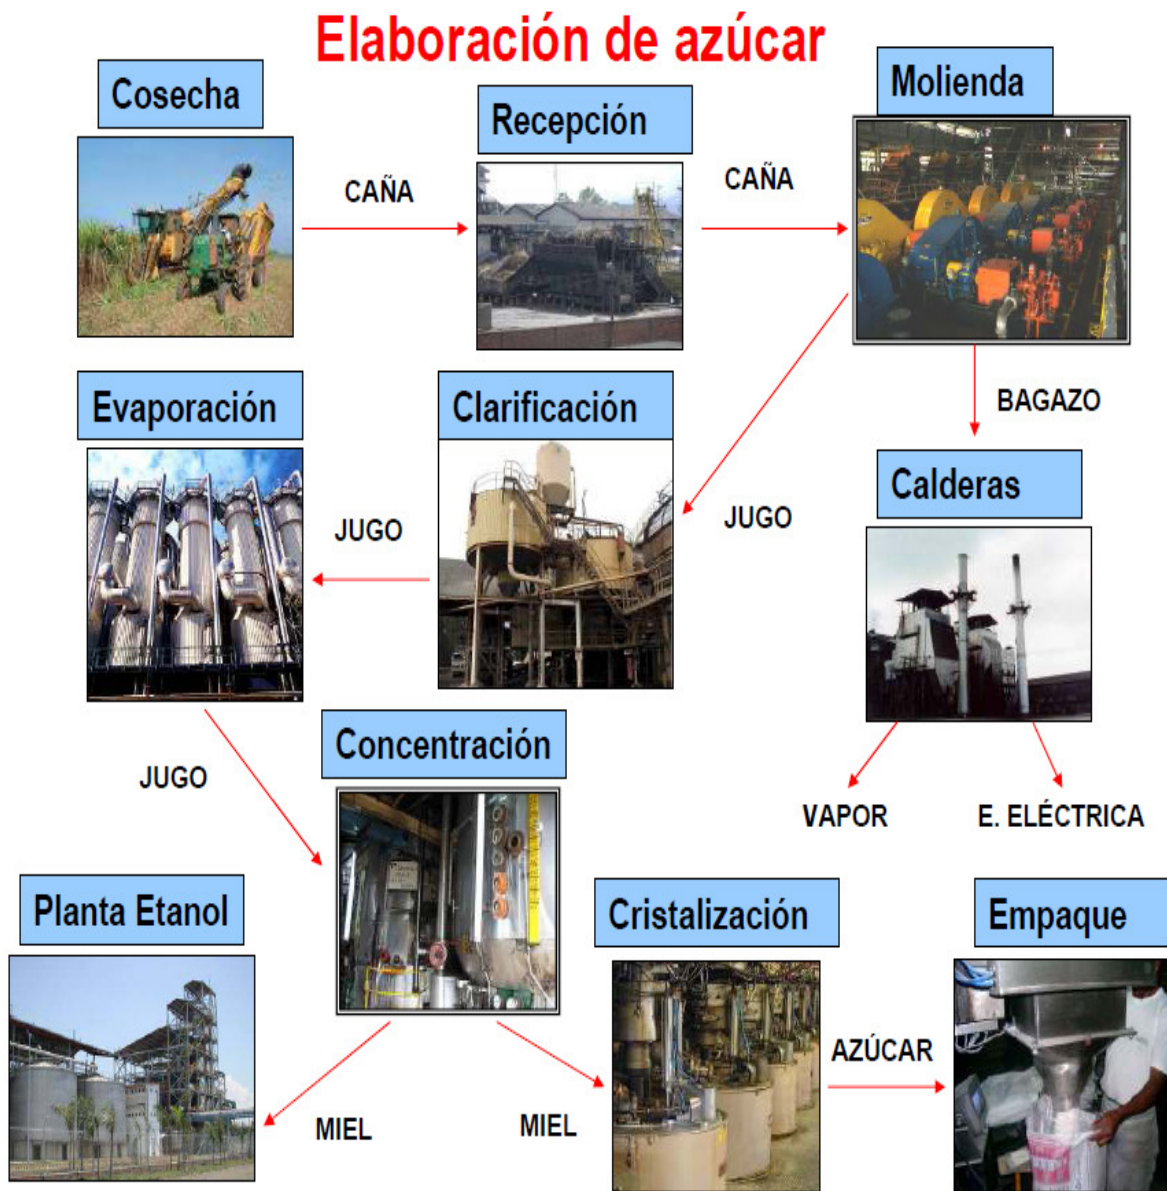 Elaboración de azúcar
Cosecha
Recepción
Molienda
CAÑA
CAÑA
BAGAZO
Evaporación
Clarificación
Calderas
JUGO
JUGO
Concentración
JUGO
VAPOR
E. ELÉCTRICA
Planta Etanol
Cristalización
Empaque
AZÚCAR
MIEL
MIEL